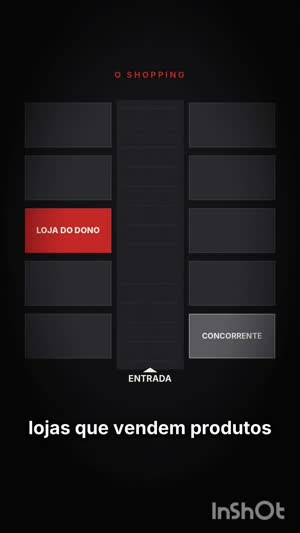 O SHOPPING
LOJA DO DONO
CONCORRENTE
ENTRADA
lojas que vendem produtos
InShOt